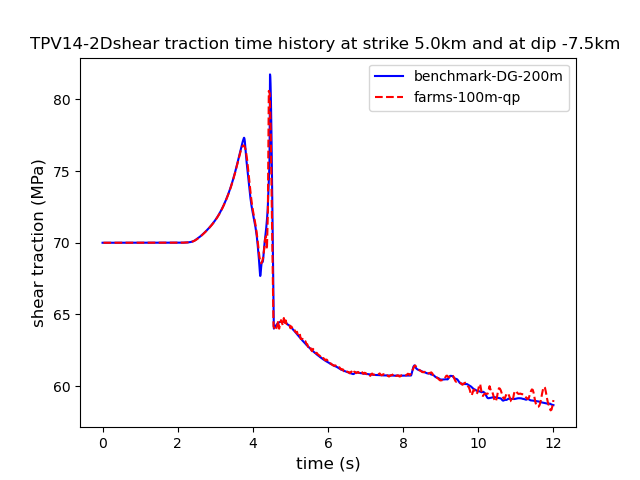 TPV14-2Dshear traction time history at strike 5.0km and at dip -7.5km
benchmark-DG-200m
farms-100m-qp
shear traction (MPa)
80
75
70
65
60
0 2 4 6 8 10 12
time (s)